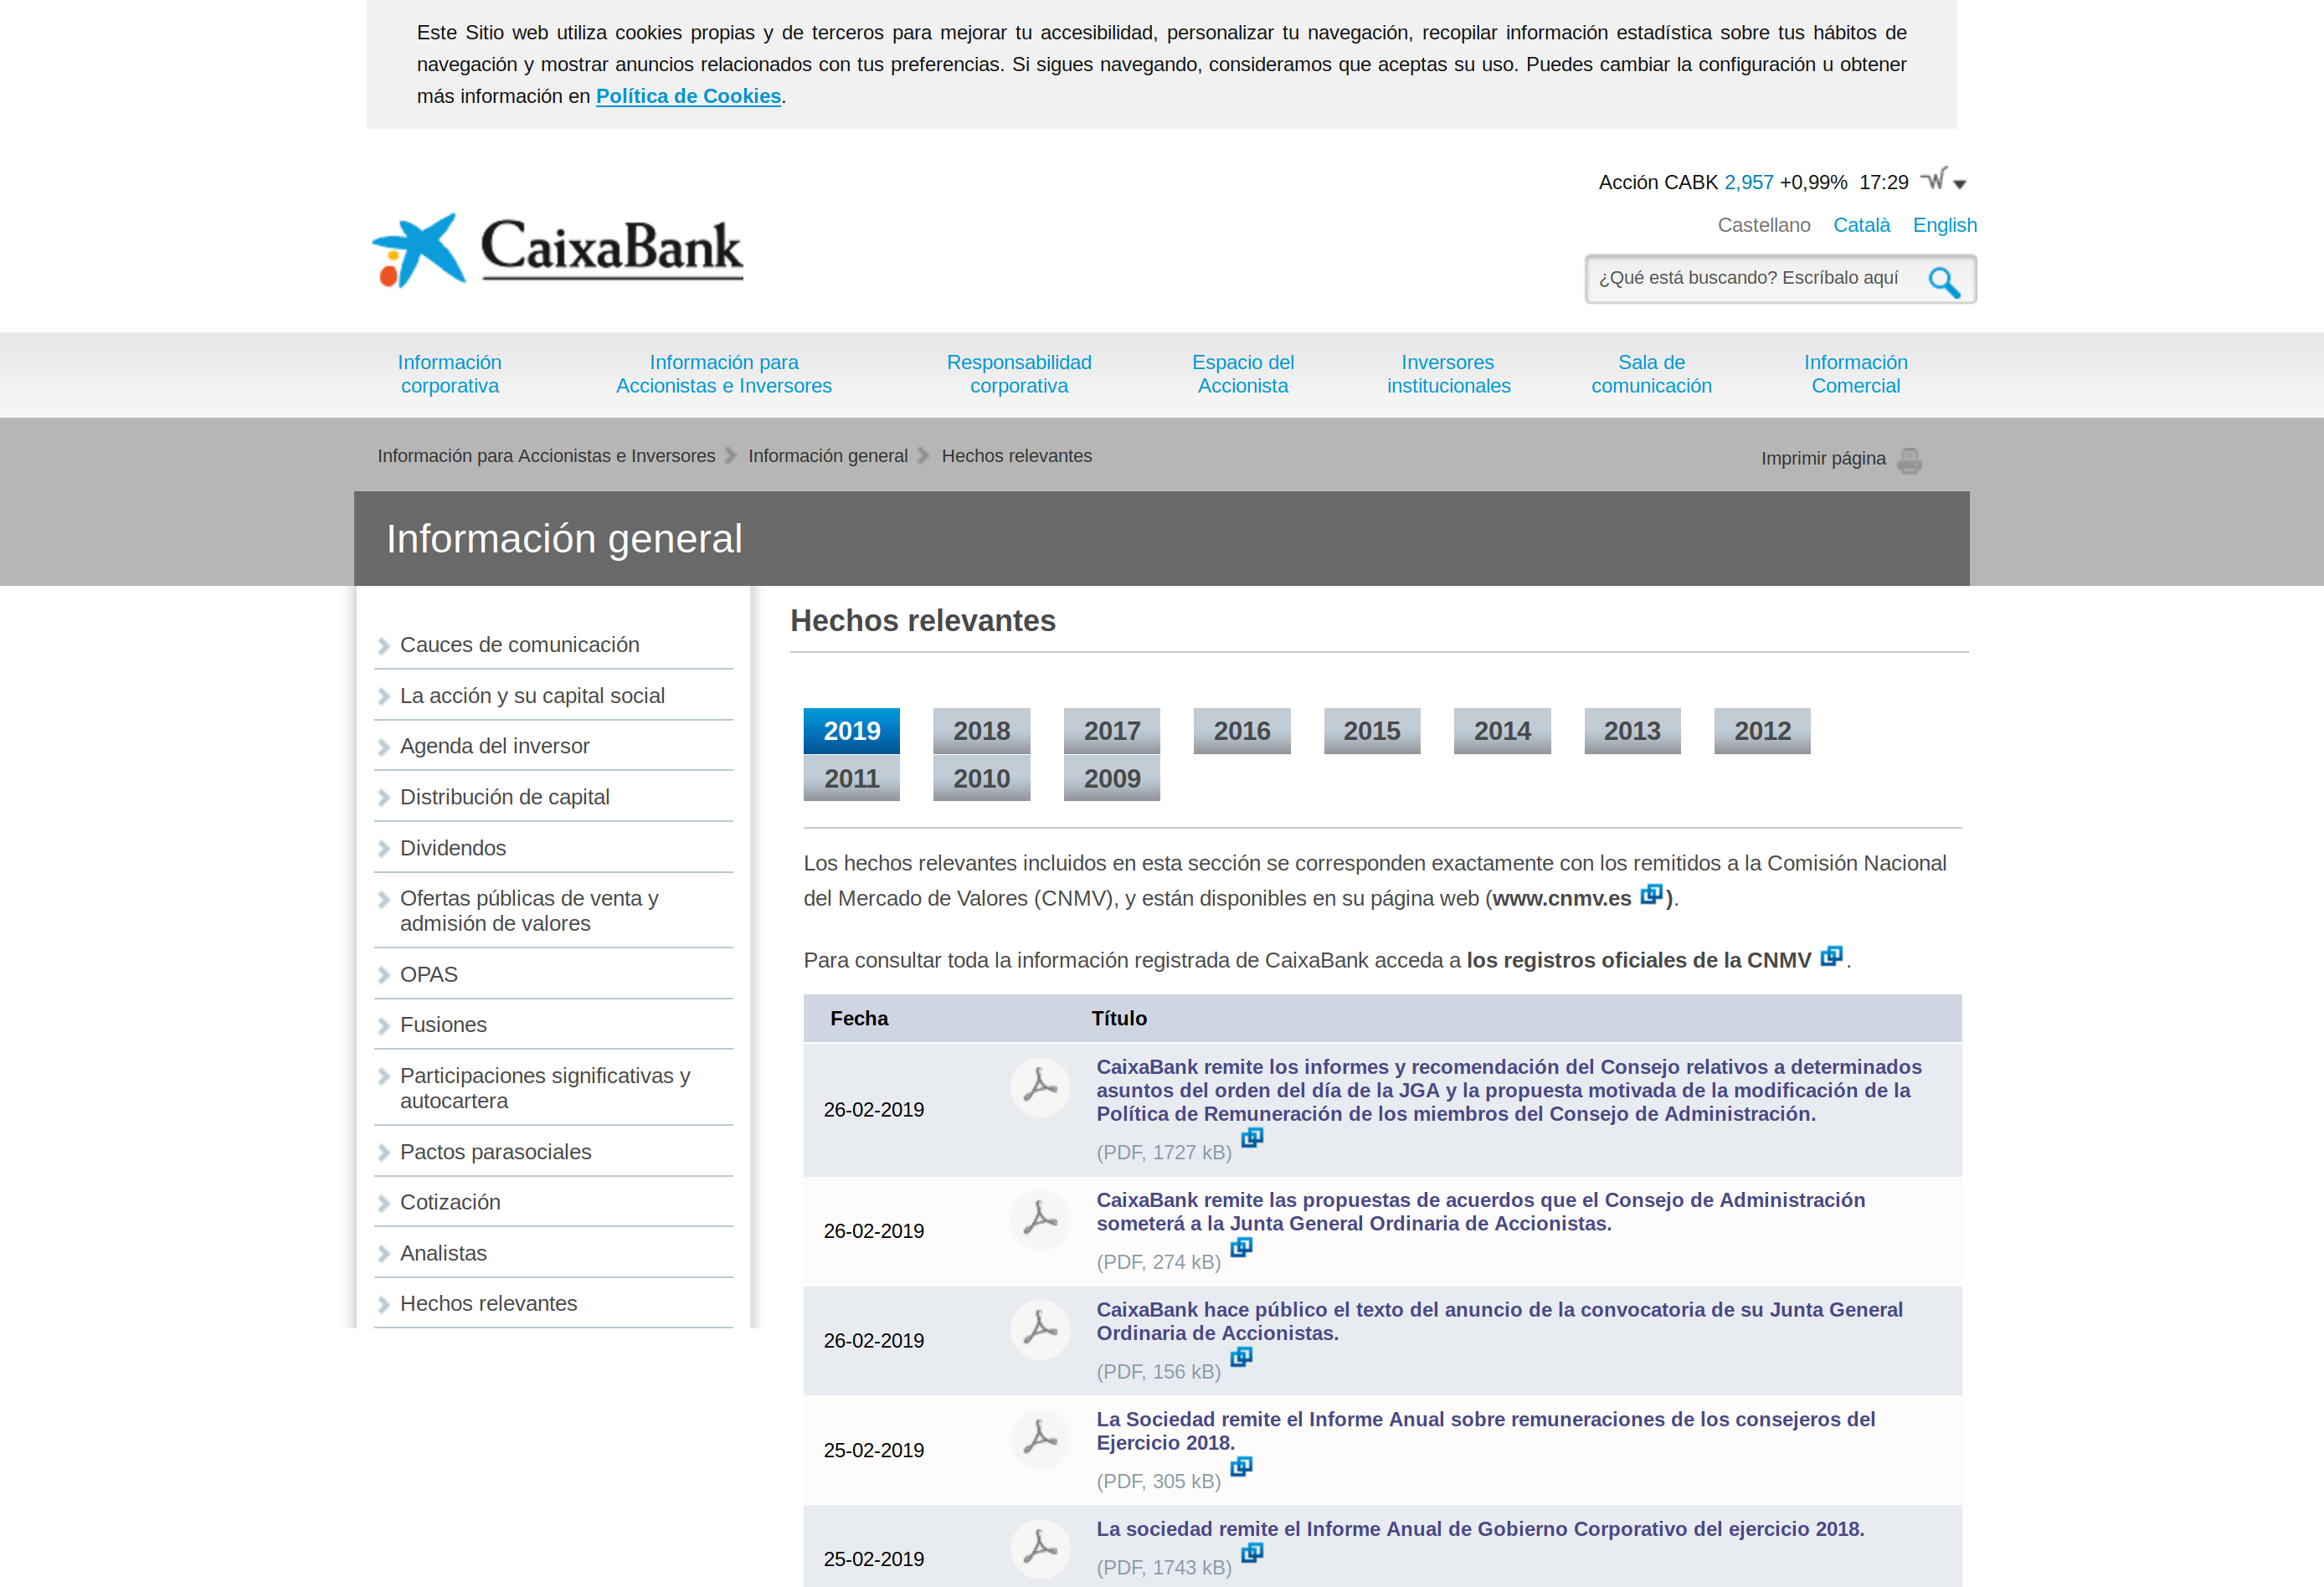 Este Sitio web utiliza cookies propias y de terceros para mejorar tu accesibilidad, personalizar tu navegación, recopilar información estadística sobre tus hábitos de
navegación y mostrar anuncios relacionados con tus preferencias. Si sigues navegando, consideramos que aceptas su uso. Puedes cambiar la configuración u obtener
más información en Política de Cookies.
Acción CABK 2,957 +0,99% 17:29
Castellano Català English
CaixaBank
¿Qué está buscando? Escríbalo aquí
Información corporativa
Información para Accionistas e Inversores
Responsabilidad corporativa
Espacio del Accionista
Inversores institucionales
Sala de comunicación
Información Comercial
Información para Accionistas e Inversores Información general Hechos relevantes
Imprimir página
Información general
Cauces de comunicación
La acción y su capital social
Agenda del inversor
Distribución de capital
Dividendos
Ofertas públicas de venta y
admisión de valores
OPAS
Fusiones
Participaciones significativas y
autocartera
Pactos parasociales
Cotización
Analistas
Hechos relevantes
Hechos relevantes
2019 2018 2017 2016 2015 2014 2013 2012
2011 2010 2009
Los hechos relevantes incluidos en esta sección se corresponden exactamente con los remitidos a la Comisión Nacional
del Mercado de Valores (CNMV), y están disponibles en su página web (www.cnmv.es ).
Para consultar toda la información registrada de CaixaBank acceda a los registros oficiales de la CNMV .
Fecha Título
26-02-2019
CaixaBank remite los informes y recomendación del Consejo relativos a determinados
asuntos del orden del día de la JGA y la propuesta motivada de la modificación de la
Política de Remuneración de los miembros del Consejo de Administración.
(PDF, 1727 kB)
26-02-2019
CaixaBank remite las propuestas de acuerdos que el Consejo de Administración
someterá a la Junta General Ordinaria de Accionistas.
(PDF, 274 kB)
26-02-2019
CaixaBank hace público el texto del anuncio de la convocatoria de su Junta General
Ordinaria de Accionistas.
(PDF, 156 kB)
25-02-2019
La Sociedad remite el Informe Anual sobre remuneraciones de los consejeros del
Ejercicio 2018.
(PDF, 305 kB)
25-02-2019
La sociedad remite el Informe Anual de Gobierno Corporativo del ejercicio 2018.
(PDF, 1743 kB)